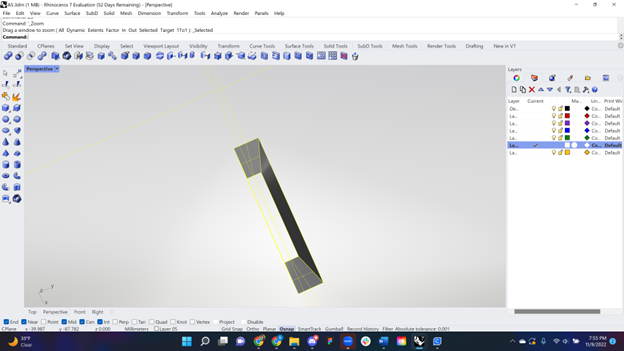 AS.3dm (1 MB) - Rhinoceros 7 Evaluation (52 Days Remaining) - [Perspective]
File Edit View Curve Surface SubD Solid Mesh Dimension Transform Tools Analyze Render Panels Help
Command: '_Zoom
Drag a window to zoom ( All Dynamic Extents Factor In Out Selected Target 1To1 ): _Selected
Command:
Standard CPlanes Set View Display Select Viewport Layout Visibility Transform Curve Tools Surface Tools Solid Tools SubD Tools Mesh Tools Render Tools Drafting New in V7
Perspective
Layers
Layer Current Ma... Lin... Print Wi
De... Co... Default
La... Co... Default
La... Co... Default
La... Co... Default
La... Co... Default
La... Co... Default
La... Co... Default
z y
x
Top Perspective Front Right
End Near Point Mid Cen Int Perp Tan Quad Knot Vertex Project Disable
CPlane x -39.987 y -87.782 z 0.000 Millimeters Layer 05 Grid Snap Ortho Planar Osnap SmartTrack Gumball Record History Filter Absolute tolerance: 0.001
35°F
Clear
7:55 PM
11/9/2022